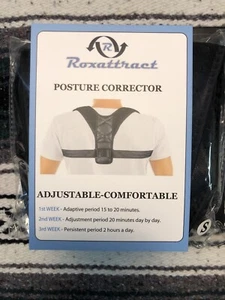 R
Roxattract
POSTURE CORRECTOR
ADJUSTABLE-COMFORTABLE
1st WEEK - Adaptive period 15 to 20 minutes.
2nd WEEK - Adjustment period 20 minutes day by day.
3rd WEEK - Persistent period 2 hours a day.
S